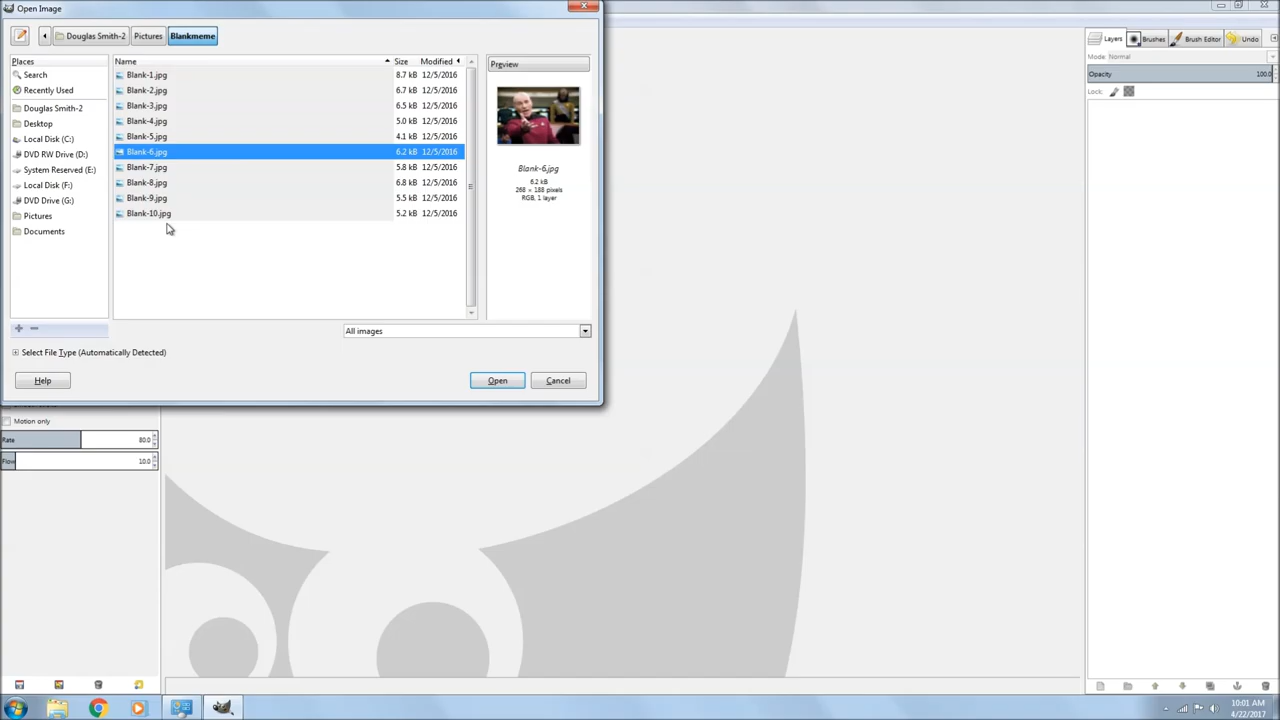 Open Image
Douglas Smith-2 Pictures Blankmeme
Places
Search
Recently Used
Douglas Smith-2
Desktop
Local Disk (C:)
DVD RW Drive (D:)
System Reserved (E:)
Local Disk (F:)
DVD Drive (G:)
Pictures
Documents
Name Size Modified
Blank-1.jpg 8.7 kB 12/5/2016
Blank-2.jpg 6.7 kB 12/5/2016
Blank-3.jpg 6.5 kB 12/5/2016
Blank-4.jpg 5.0 kB 12/5/2016
Blank-5.jpg 4.1 kB 12/5/2016
Blank-6.jpg 6.2 kB 12/5/2016
Blank-7.jpg 5.8 kB 12/5/2016
Blank-8.jpg 6.8 kB 12/5/2016
Blank-9.jpg 5.5 kB 12/5/2016
Blank-10.jpg 5.2 kB 12/5/2016
Preview
Blank-6.jpg
6.2 kB
268 × 188 pixels
RGB, 1 layer
All images
Select File Type (Automatically Detected)
Help Open Cancel
Layers Brushes Brush Editor Undo
Mode: Normal
Opacity 100.0
Lock:
Motion only
Rate 80.0
Flow 10.0
10:01 AM
4/22/2017